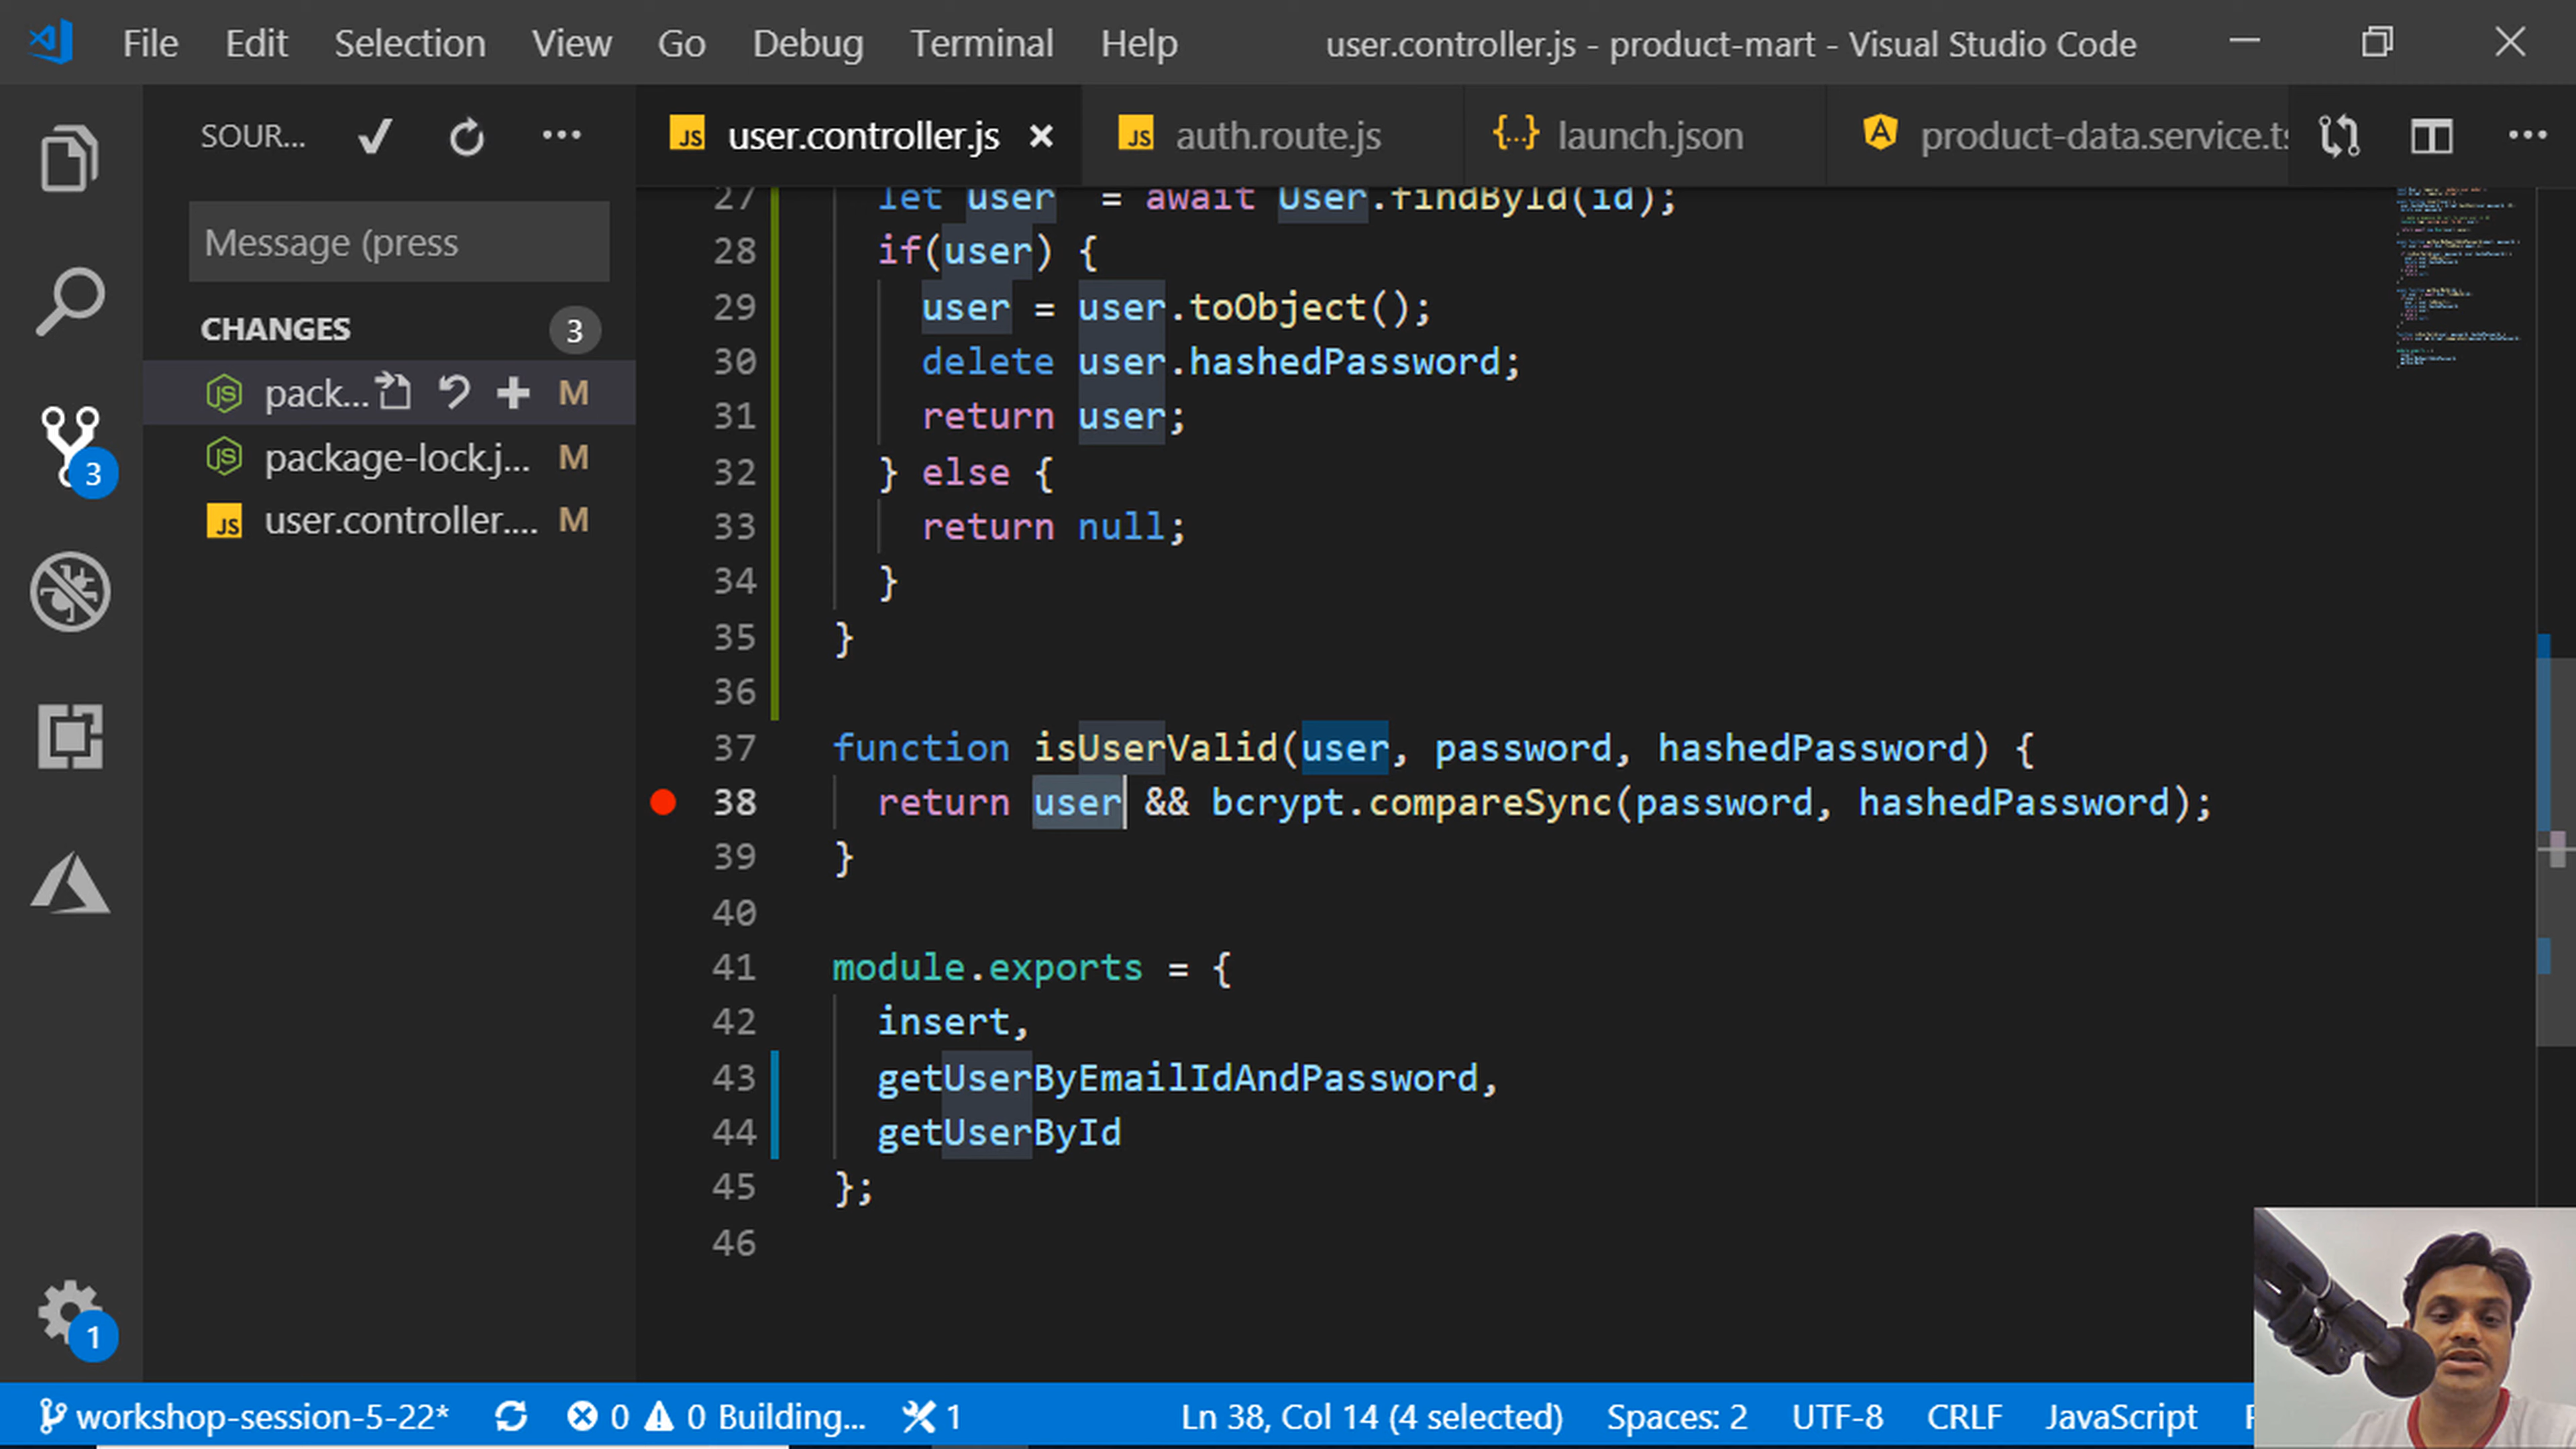 File Edit Selection View Go Debug Terminal Help user.controller.js - product-mart - Visual Studio Code
SOUR...
JS user.controller.js
JS auth.route.js
{...} launch.json
A product-data.service.ts
Message (press
CHANGES 3
JS pack... M
JS package-lock.j... M
JS user.controller.... M
3
1
27 let user = await User.findById(id);
28 if(user) {
29 user = user.toObject();
30 delete user.hashedPassword;
31 return user;
32 } else {
33 return null;
34 }
35 }
36
37 function isUserValid(user, password, hashedPassword) {
38 return user && bcrypt.compareSync(password, hashedPassword);
39 }
40
41 module.exports = {
42 insert,
43 getUserByEmailIdAndPassword,
44 getUserById
45 };
46
workshop-session-5-22* 0 0 Building... 1 Ln 38, Col 14 (4 selected) Spaces: 2 UTF-8 CRLF JavaScript